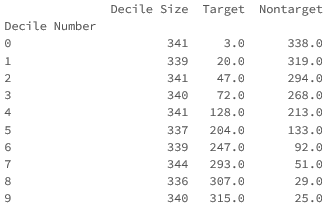 Decile Size Target Nontarget
Decile Number
0 341 3.0 338.0
1 339 20.0 319.0
2 341 47.0 294.0
3 340 72.0 268.0
4 341 128.0 213.0
5 337 204.0 133.0
6 339 247.0 92.0
7 344 293.0 51.0
8 336 307.0 29.0
9 340 315.0 25.0